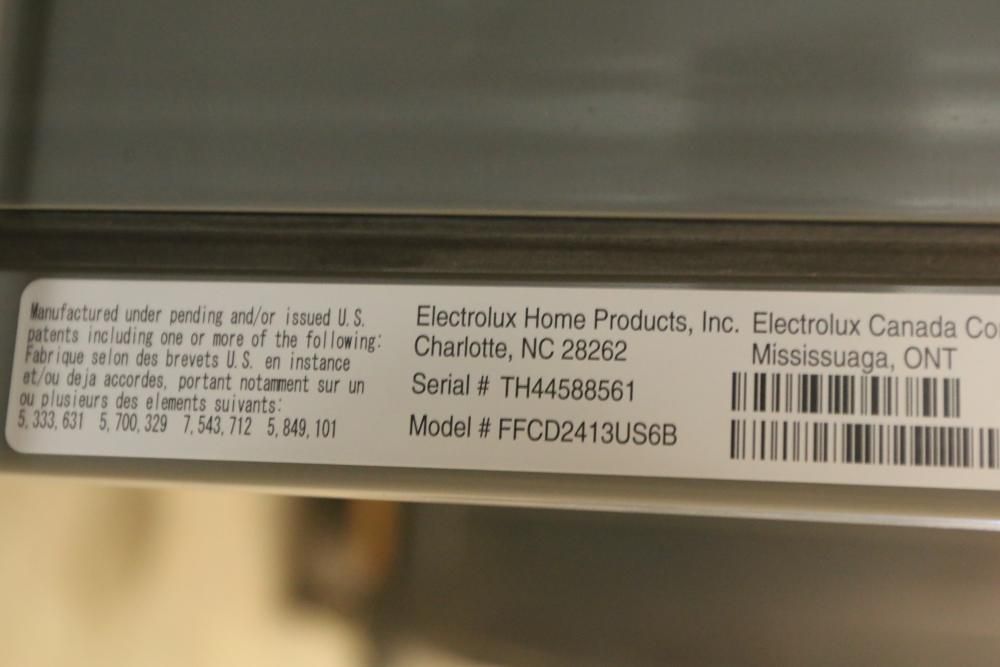 Manufactured under pending and/or issued U.S.
patents including one or more of the following:
Fabrique selon des brevets U.S. en instance
et/ou deja accordes, portant notamment sur un
ou plusieurs des elements suivants:
5,333,631 5,700,329 7,543,712 5,849,101
Electrolux Home Products, Inc.
Charlotte, NC 28262
Serial # TH44588561
Model # FFCD2413US6B
Electrolux Canada Co
Mississuaga, ONT